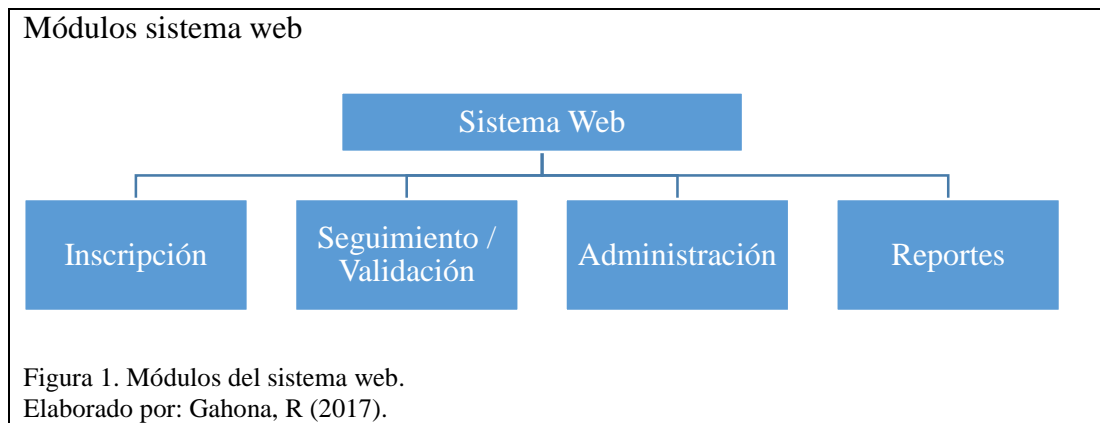 Módulos sistema web
Sistema Web
Inscripción
Seguimiento /
Validación
Administración
Reportes
Figura 1. Módulos del sistema web.
Elaborado por: Gahona, R (2017).